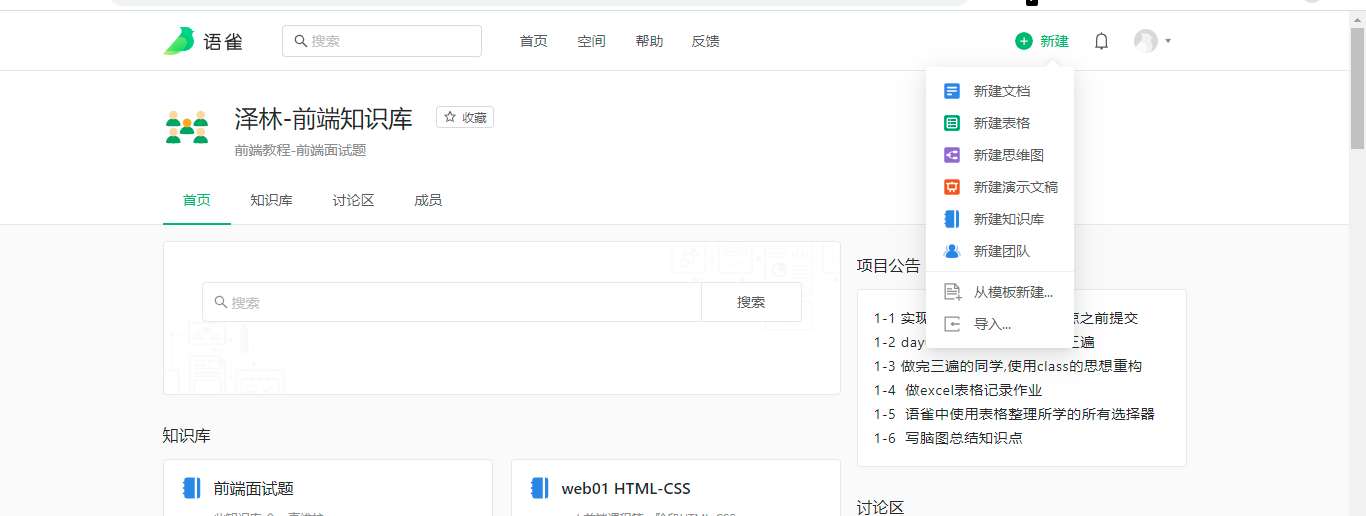 语雀
搜索
首页
空间
帮助
反馈
新建
新建文档
新建表格
新建思维图
新建演示文稿
新建知识库
新建团队
从模板新建...
导入...
泽林-前端知识库
收藏
前端教程-前端面试题
首页
知识库
讨论区
成员
搜索
搜索
项目公告
1-1 实现 点之前提交
1-2 day 三遍
1-3 做完三遍的同学,使用class的思想重构
1-4 做excel表格记录作业
1-5 语雀中使用表格整理所学的所有选择器
1-6 写脑图总结知识点
知识库
前端面试题
web01 HTML-CSS
讨论区